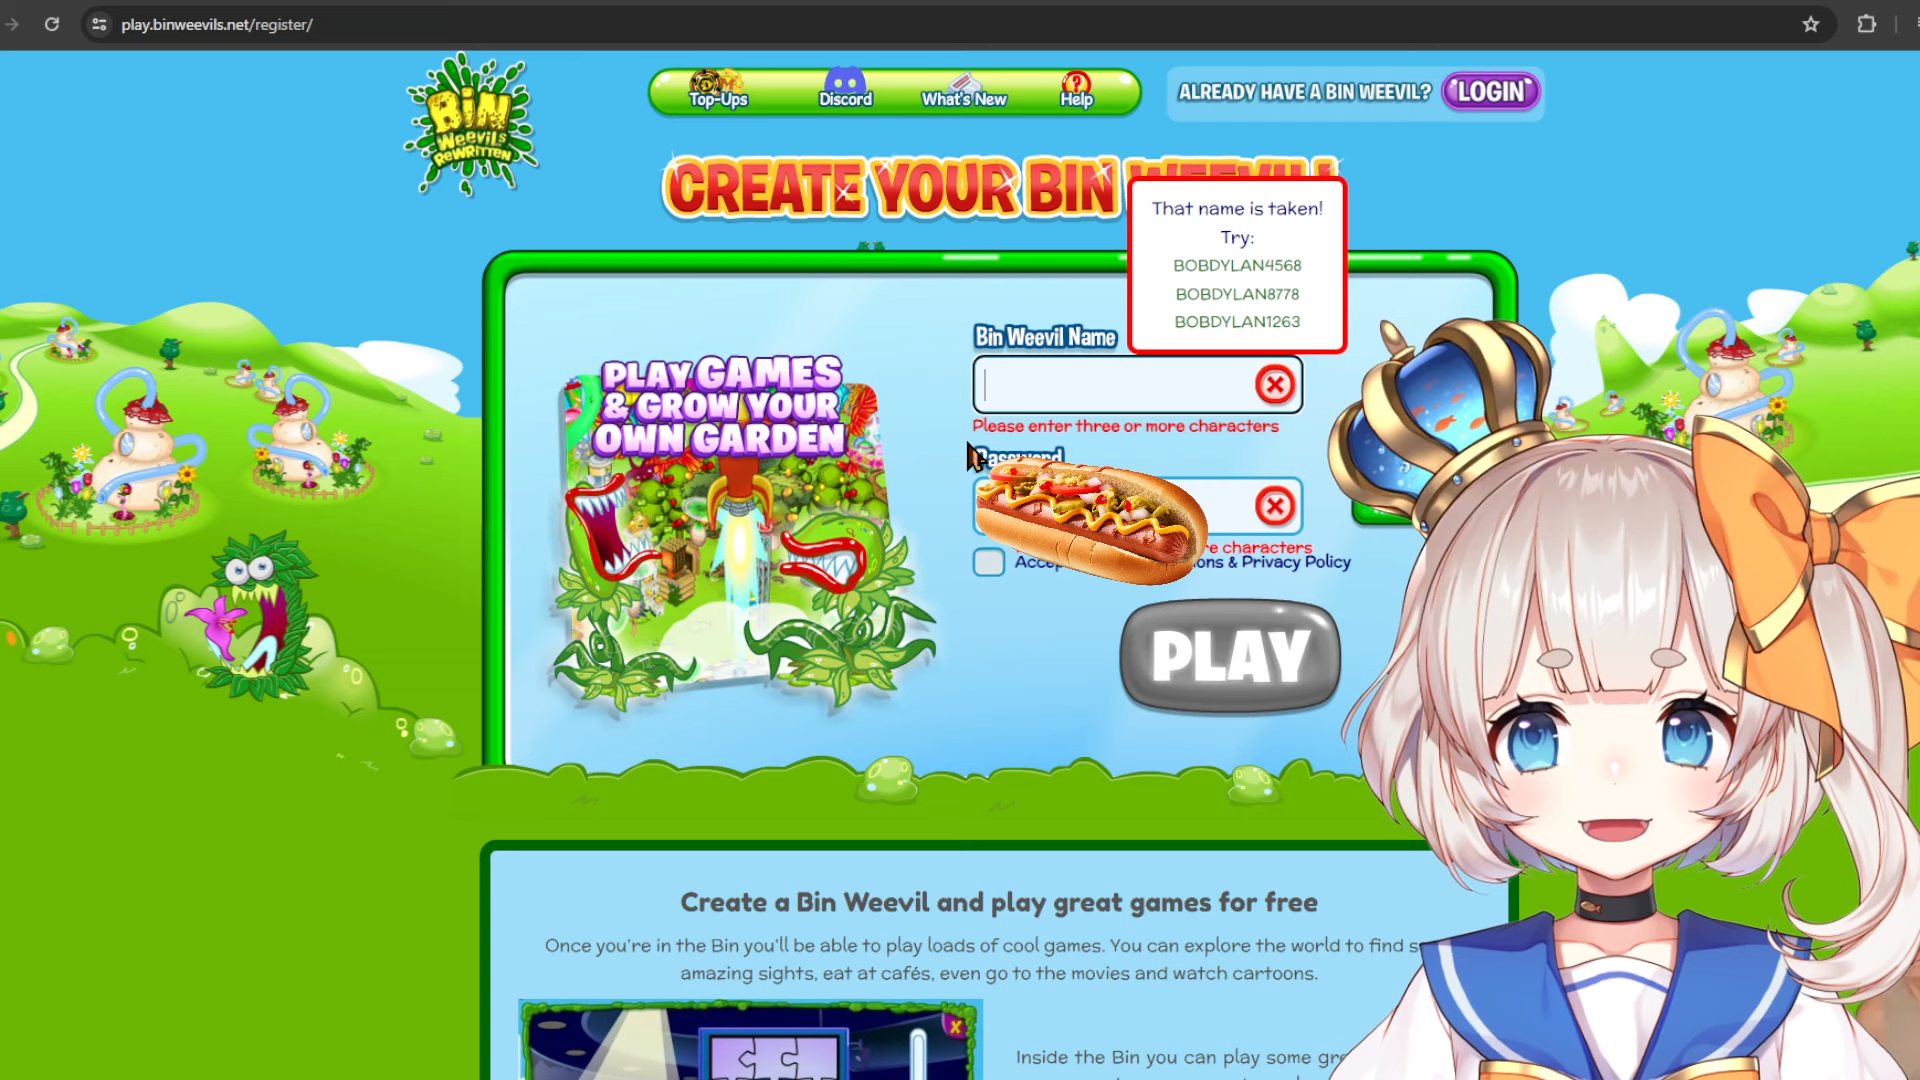 play.binweevils.net/register/
BiN
WeeviLs
ReWRiTTeN
Top-Ups
Discord
What's New
Help
ALREADY HAVE A BIN WEEVIL?
LOGIN
CREATE YOUR BIN
That name is taken!
Try:
BOBDYLAN4568
BOBDYLAN8778
BOBDYLAN1263
Bin Weevil Name
PLAY GAMES
& GROW YOUR
OWN GARDEN
Please enter three or more characters
Password
characters
& Privacy Policy
PLAY
Create a Bin Weevil and play great games for free
Once you're in the Bin you'll be able to play loads of cool games. You can explore the world to find
amazing sights, eat at cafés, even go to the movies and watch cartoons.
Inside the Bin you can play some